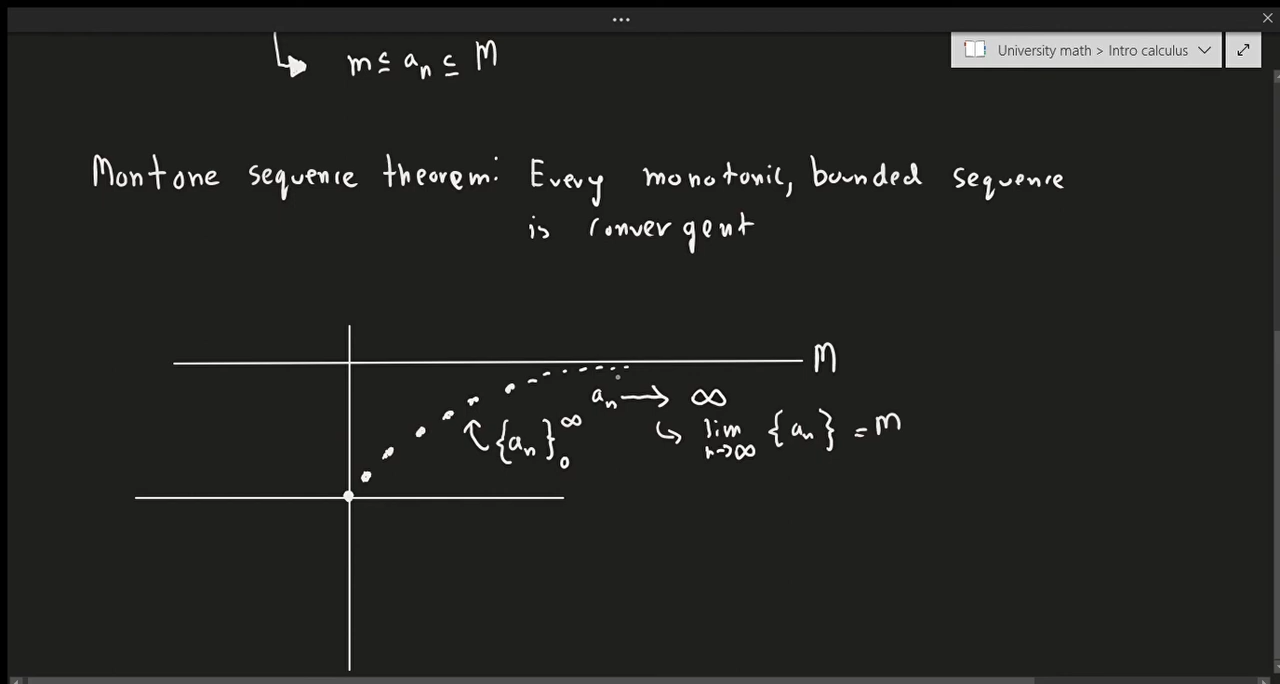 University math > Intro calculus
m ≤ aₙ ≤ M
Montone sequence theorem: Every monotonic, bounded sequence
is convergent
M
aₙ → ∞
{aₙ}₀^∞
lim n→∞ {aₙ} = M